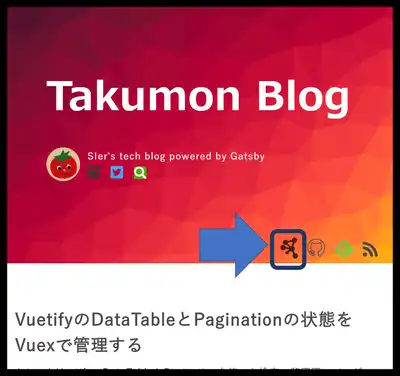 Takumon Blog
SIer's tech blog powered by Gatsby
VuetifyのDataTableとPaginationの状態を
Vuexで管理する